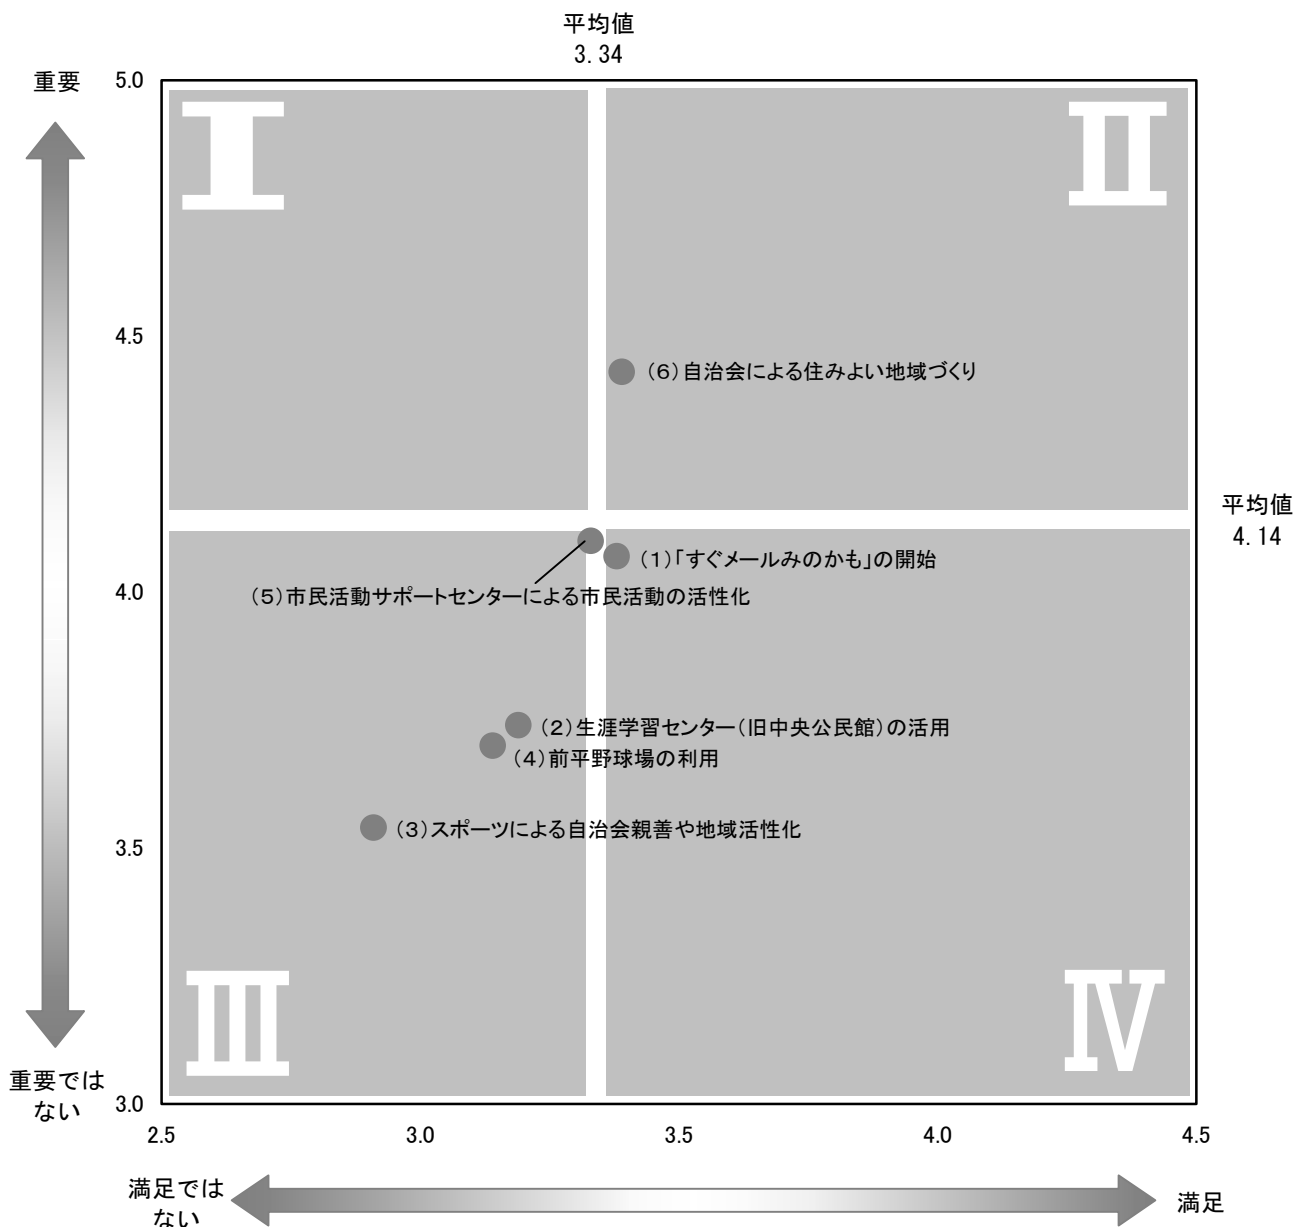 平均値
3.34
重要
5.0
Ⅰ
Ⅱ
4.5
(6)自治会による住みよい地域づくり
平均値
4.14
(1)「すぐメールみのかも」の開始
4.0
(5)市民活動サポートセンターによる市民活動の活性化
(2)生涯学習センター(旧中央公民館)の活用
(4)前平野球場の利用
(3)スポーツによる自治会親善や地域活性化
3.5
Ⅲ
Ⅳ
重要では
ない
3.0
2.5
3.0
3.5
4.0
4.5
満足では
ない
満足